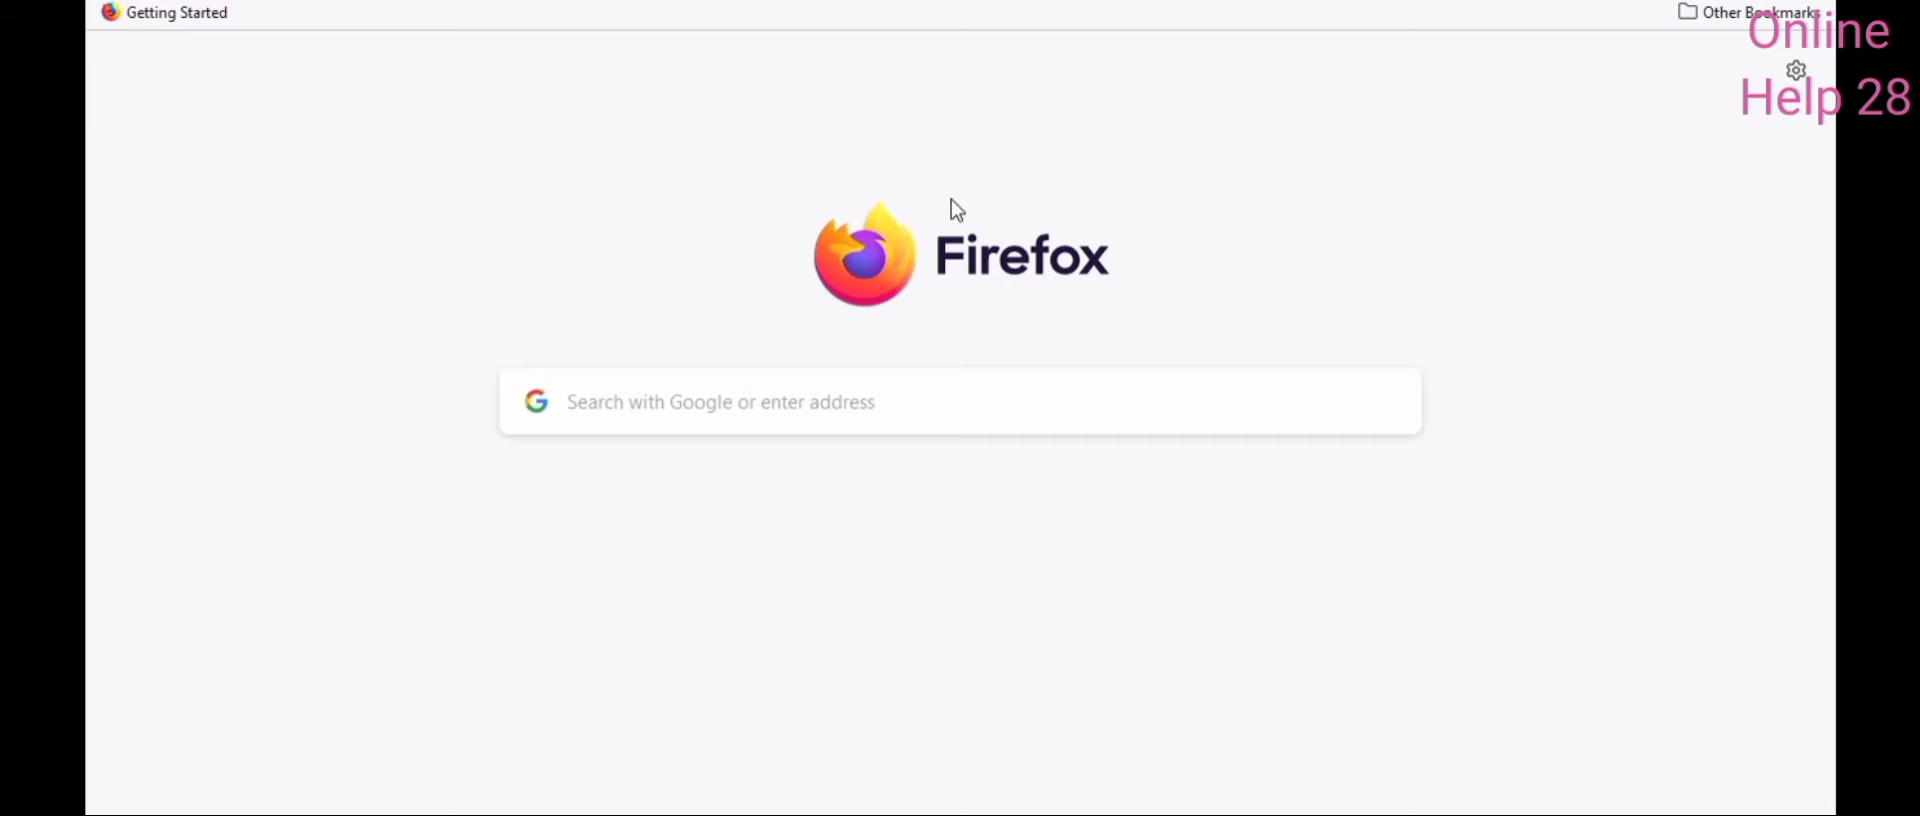 Getting Started
Other Bookmarks
Online
Help 28
Firefox
Search with Google or enter address